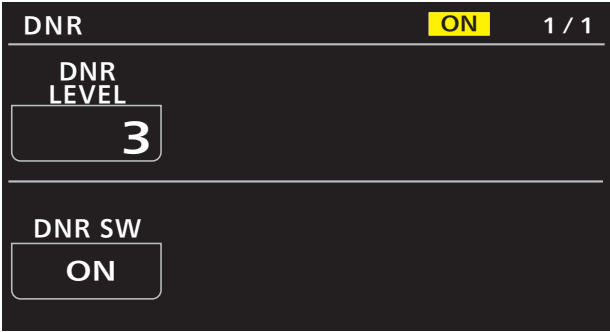 DNR ON 1 / 1
DNR
LEVEL
3
DNR SW
ON